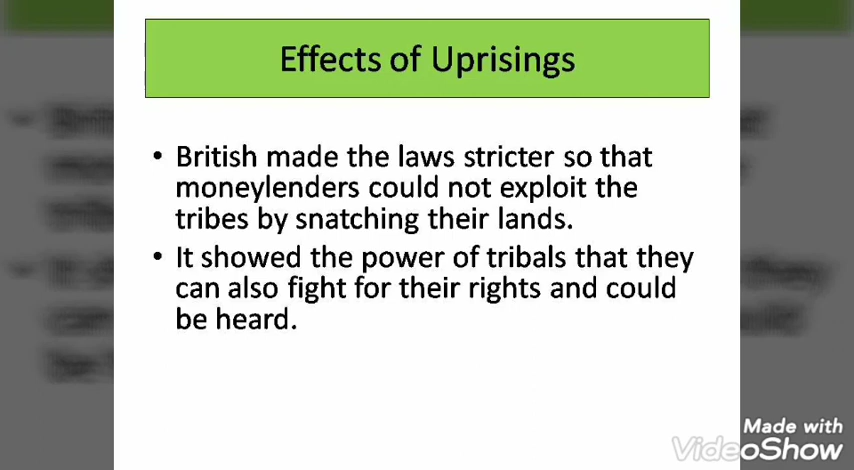 Effects of Uprisings
• British made the laws stricter so that
moneylenders could not exploit the
tribes by snatching their lands.
• It showed the power of tribals that they
can also fight for their rights and could
be heard.
Made with
VideoShow